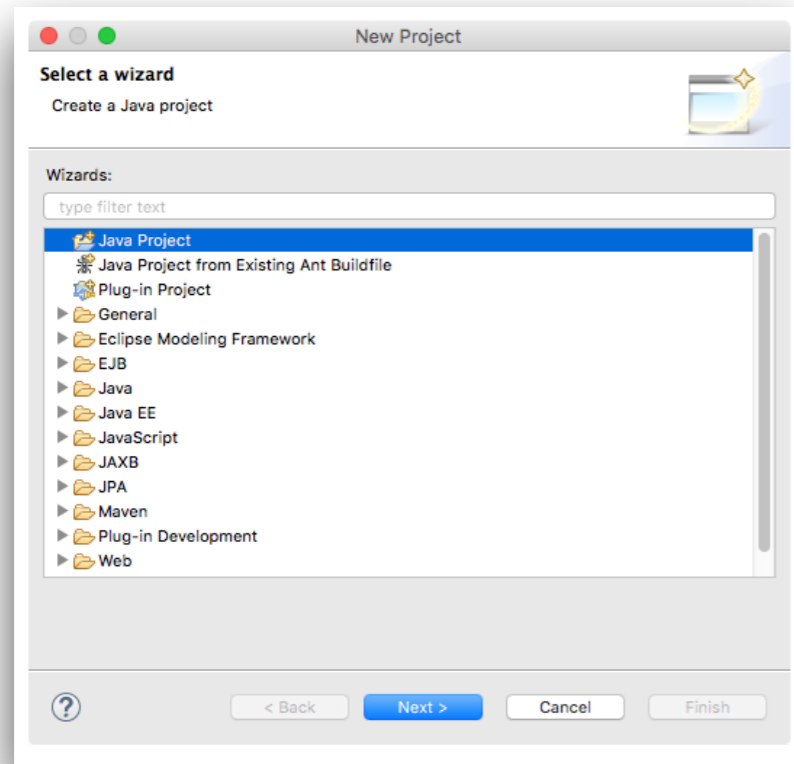 New Project
Select a wizard
Create a Java project
Wizards:
type filter text
Java Project
Java Project from Existing Ant Buildfile
Plug-in Project
General
Eclipse Modeling Framework
EJB
Java
Java EE
JavaScript
JAXB
JPA
Maven
Plug-in Development
Web
? < Back Next > Cancel Finish